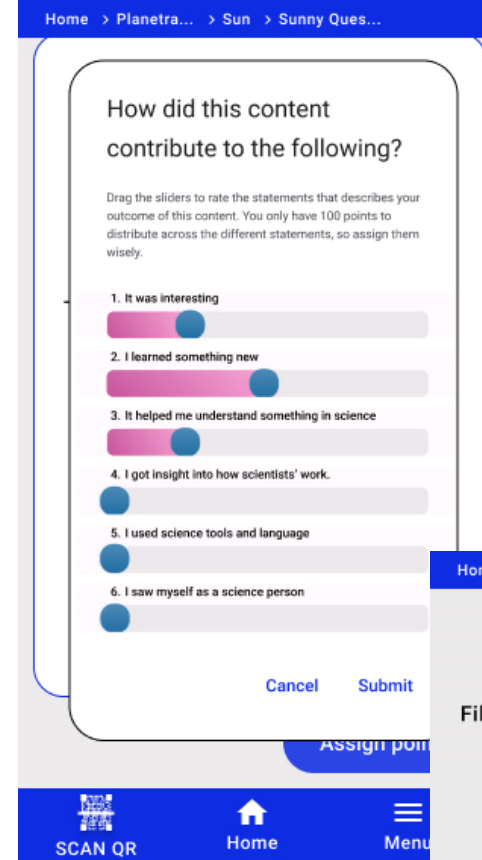 Home > Planetra... > Sun > Sunny Ques...
How did this content
contribute to the following?
Drag the sliders to rate the statements that describes your
outcome of this content. You only have 100 points to
distribute across the different statements, so assign them
wisely.
1. It was interesting
2. I learned something new
3. It helped me understand something in science
4. I got insight into how scientists' work.
5. I used science tools and language
6. I saw myself as a science person
Cancel Submit
Assign poin
Hor
Fil
SCAN QR Home Menu